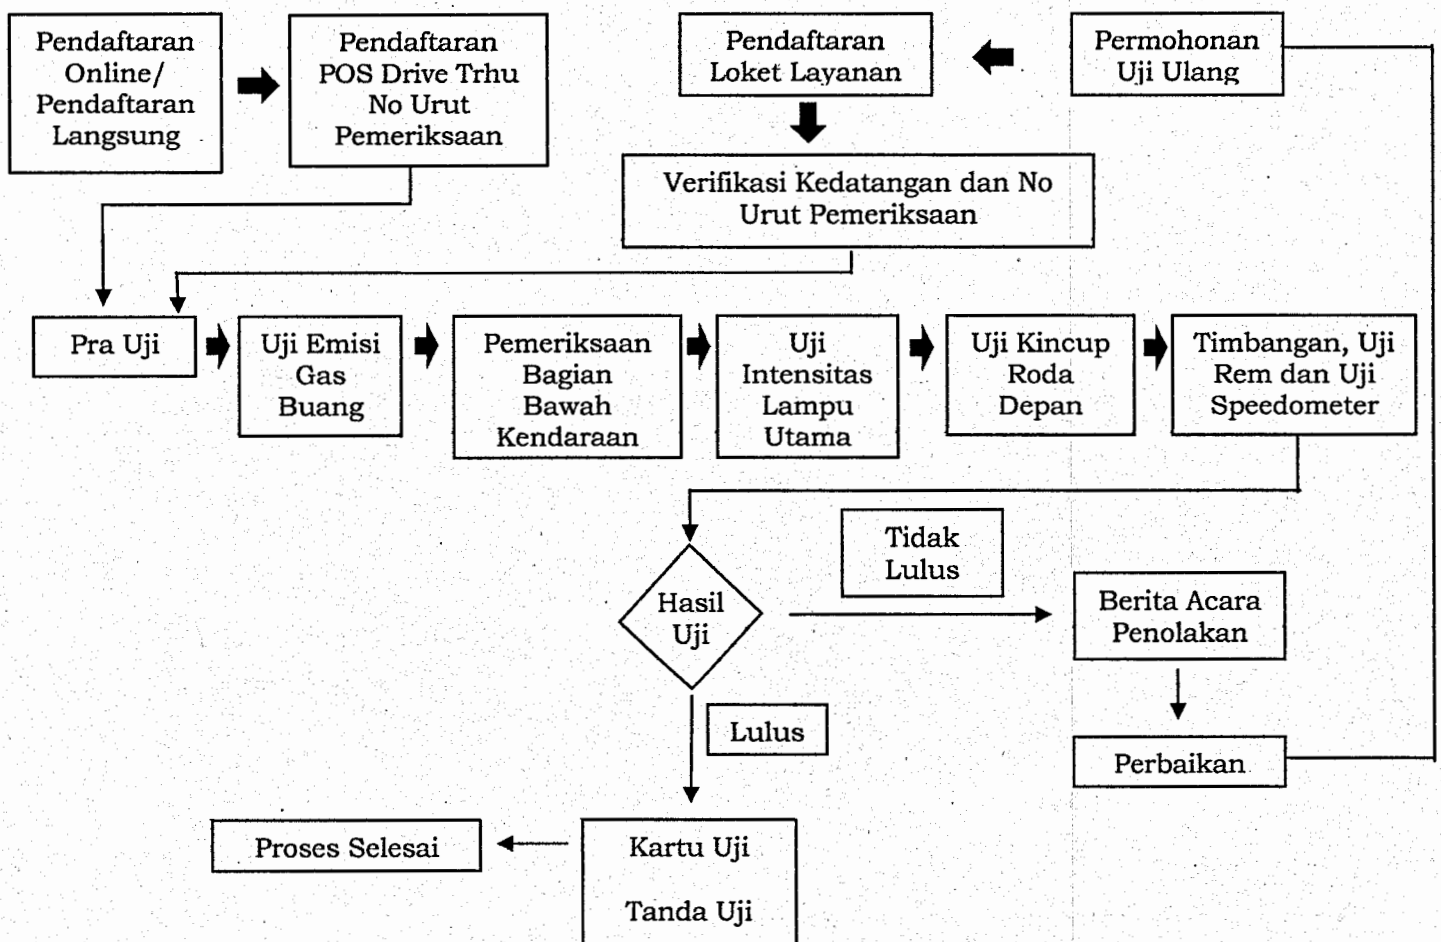 Pendaftaran
Online/
Pendaftaran
Langsung
Pendaftaran
POS Drive Trhu
No Urut
Pemeriksaan
Pendaftaran
Loket Layanan
Permohonan
Uji Ulang
Verifikasi Kedatangan dan No
Urut Pemeriksaan
Pra Uji
Uji Emisi
Gas
Buang
Pemeriksaan
Bagian
Bawah
Kendaraan
Uji
Intensitas
Lampu
Utama
Uji Kincup
Roda
Depan
Timbangan, Uji
Rem dan Uji
Speedometer
Hasil
Uji
Tidak
Lulus
Berita Acara
Penolakan
Lulus
Perbaikan
Proses Selesai
Kartu Uji
Tanda Uji